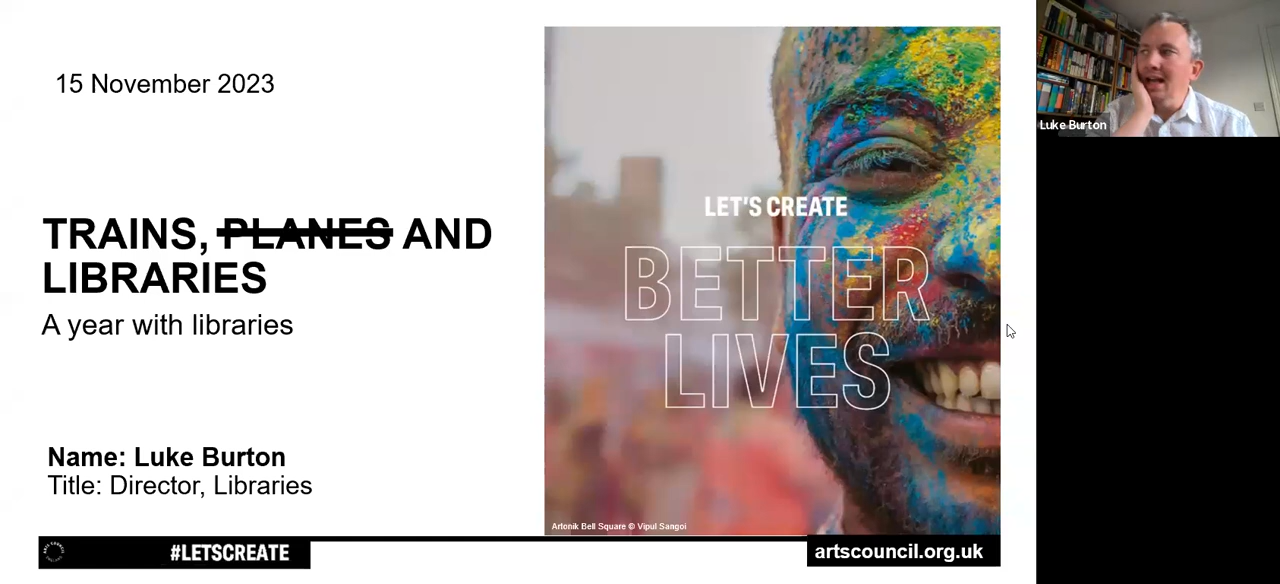 15 November 2023
TRAINS, PLANES AND
LIBRARIES
A year with libraries
Name: Luke Burton
Title: Director, Libraries
LET'S CREATE
BETTER
LIVES
Artonik Bell Square © Vipul Sangoi
#LETSCREATE
artscouncil.org.uk
Luke Burton